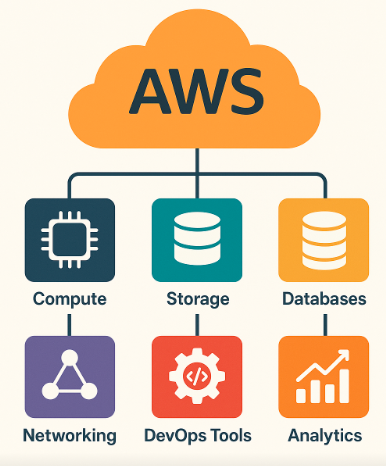 AWS
Compute
Storage
Databases
</>
Networking
DevOps Tools
Analytics